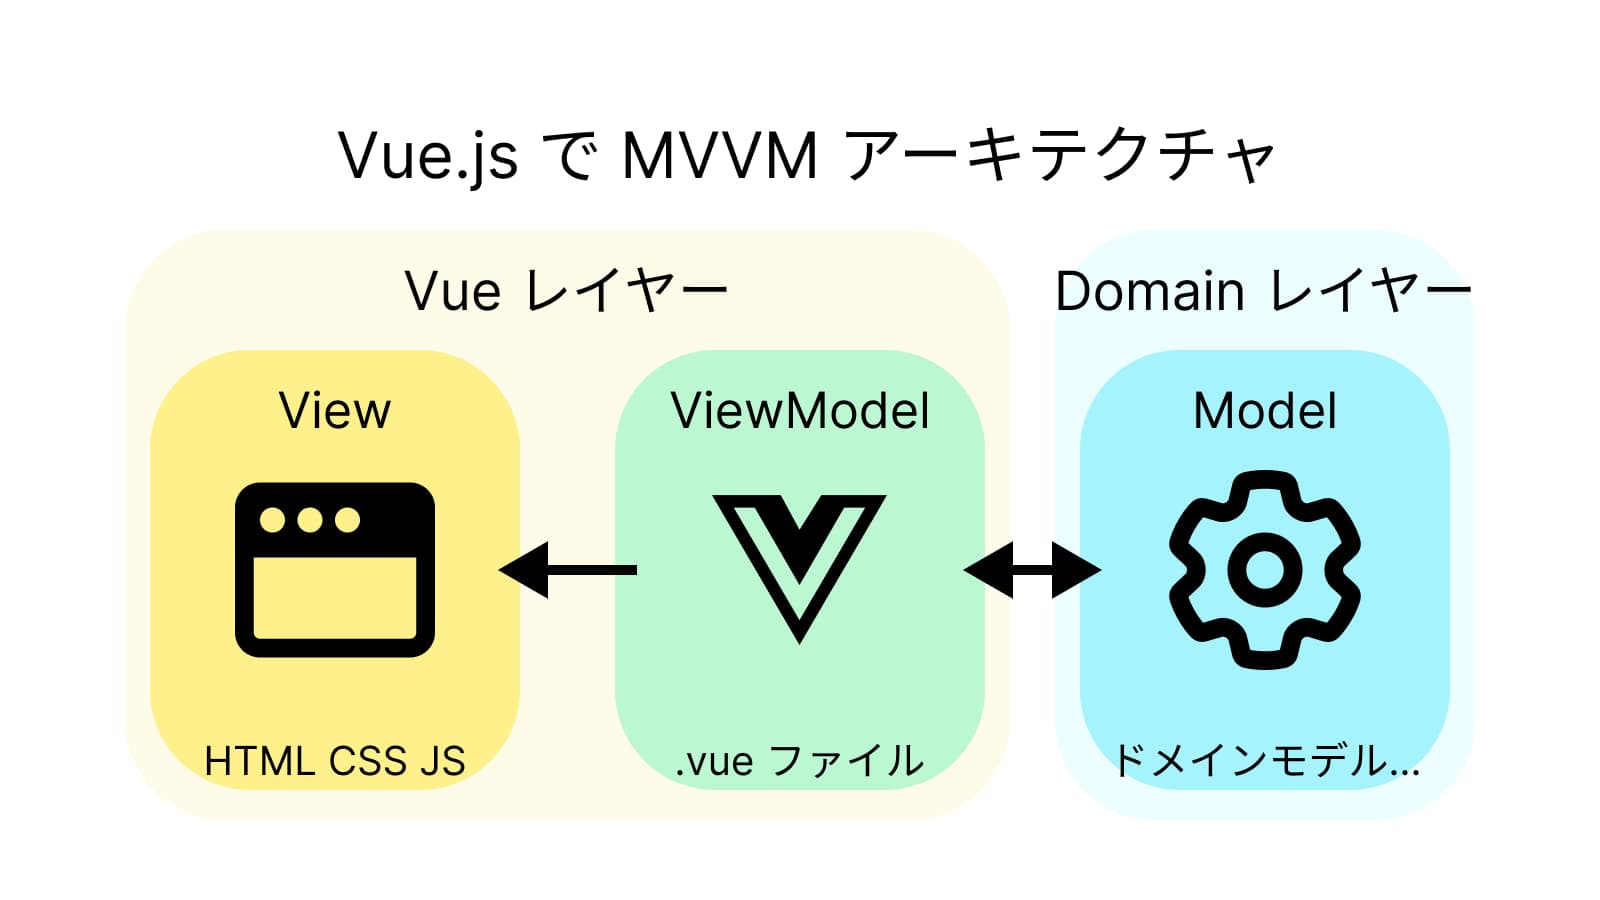 Vue.js で MVVM アーキテクチャ
Vue レイヤー
Domain レイヤー
View
ViewModel
Model
HTML CSS JS
.vue ファイル
ドメインモデル...